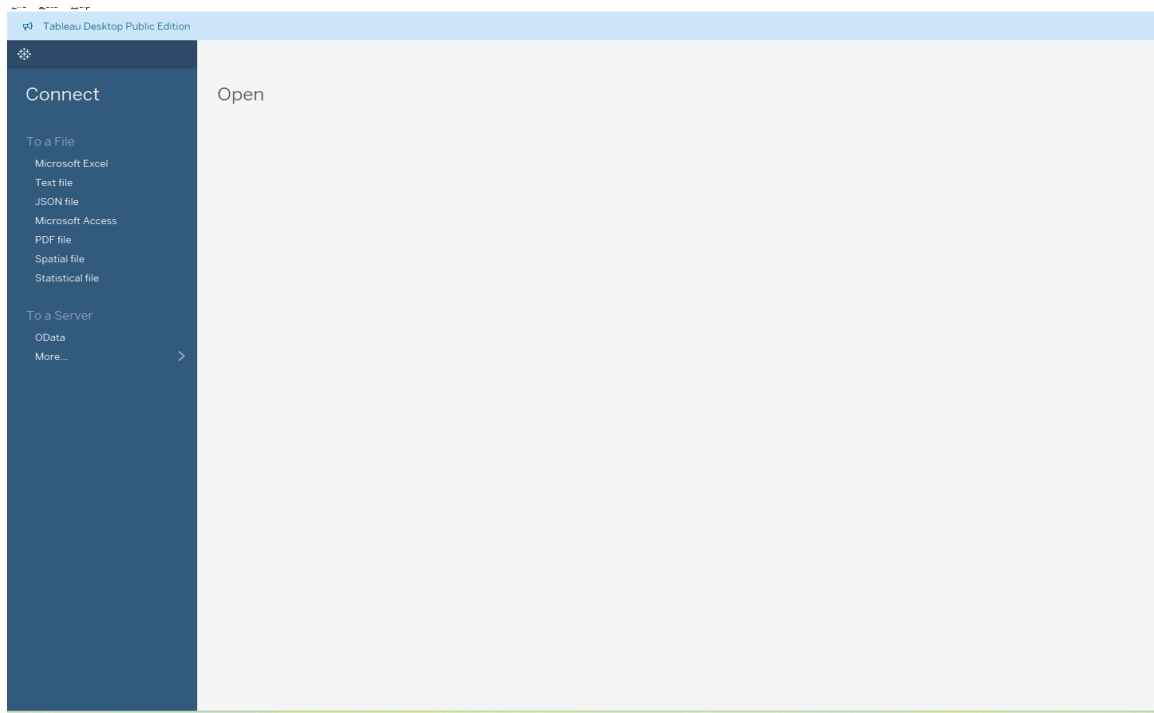 Tableau Desktop Public Edition
Connect
Open
To a File
Microsoft Excel
Text file
JSON file
Microsoft Access
PDF file
Spatial file
Statistical file
To a Server
OData
More...